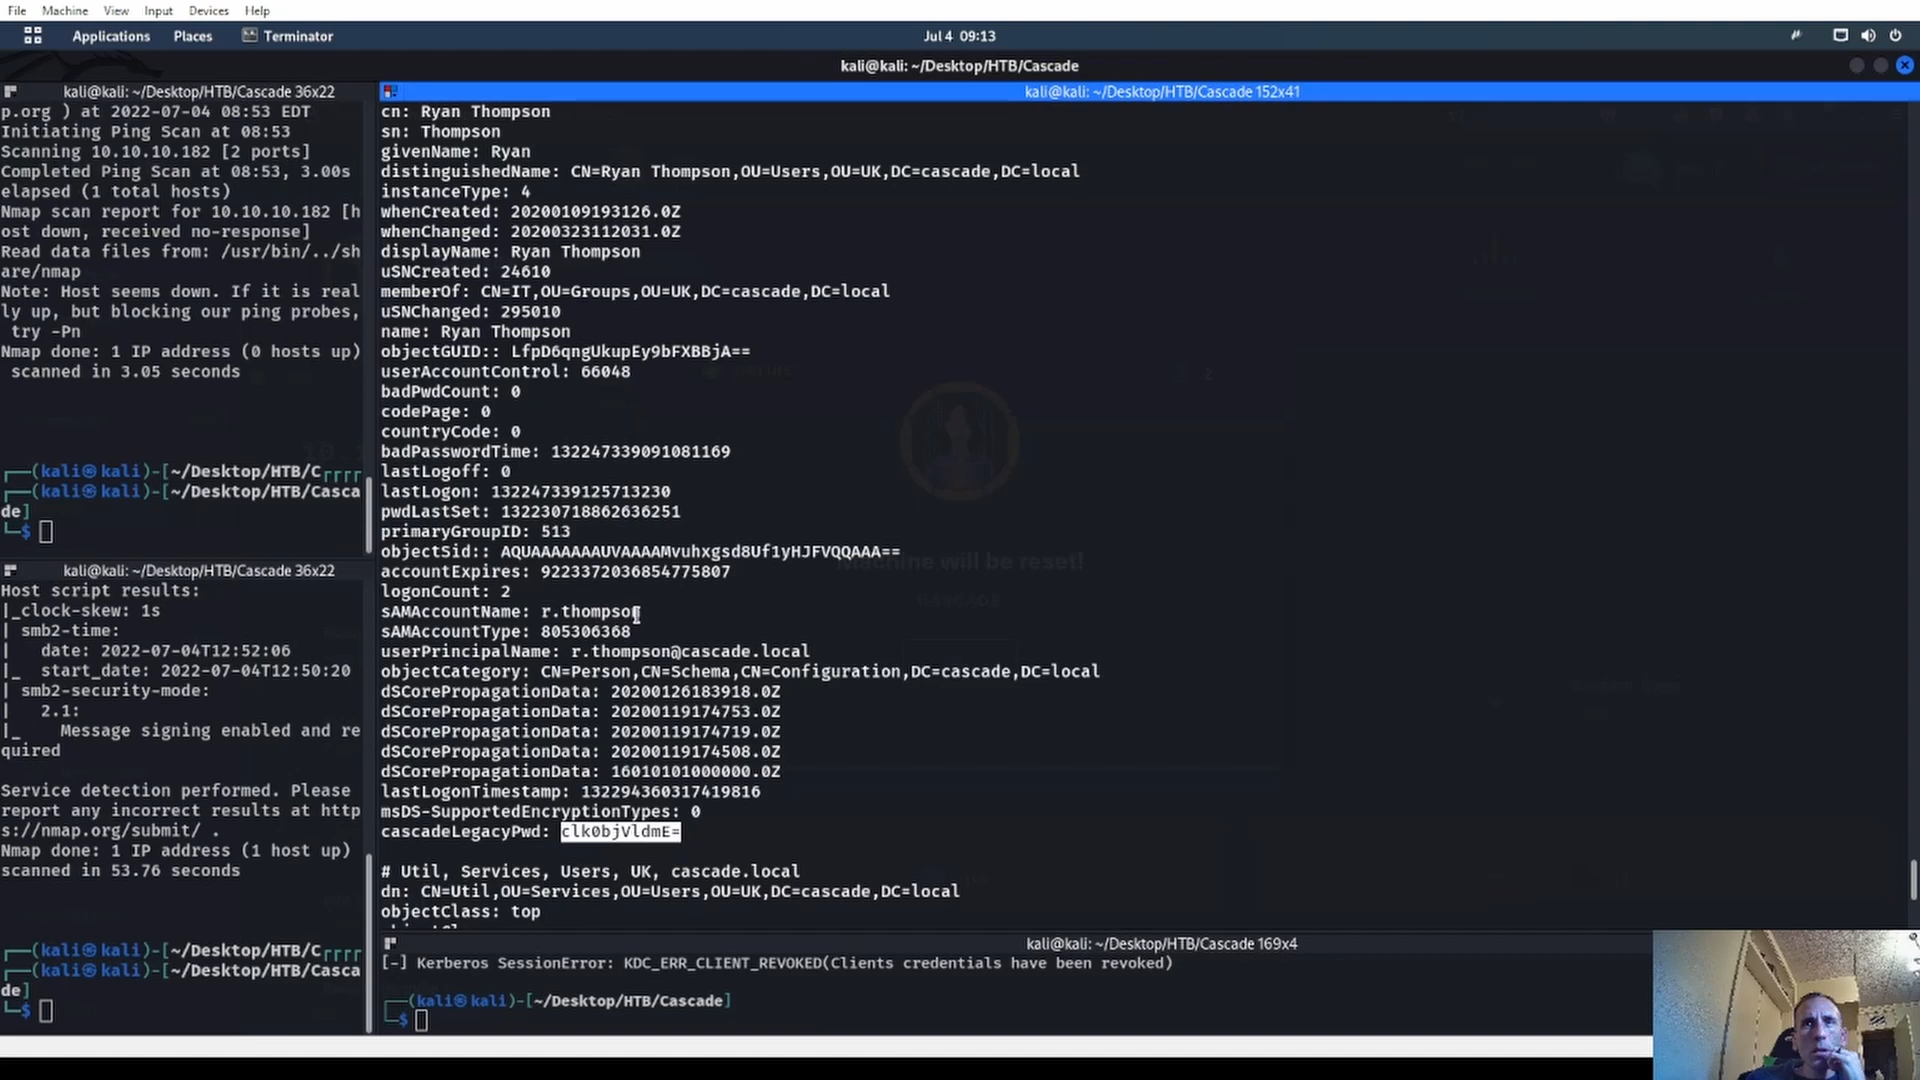 File Machine View Input Devices Help
Applications Places Terminator Jul 4 09:13
kali@kali: ~/Desktop/HTB/Cascade
kali@kali: ~/Desktop/HTB/Cascade 36x22
p.org ) at 2022-07-04 08:53 EDT
Initiating Ping Scan at 08:53
Scanning 10.10.10.182 [2 ports]
Completed Ping Scan at 08:53, 3.00s
elapsed (1 total hosts)
Nmap scan report for 10.10.10.182 [h
ost down, received no-response]
Read data files from: /usr/bin/../sh
are/nmap
Note: Host seems down. If it is real
ly up, but blocking our ping probes,
try -Pn
Nmap done: 1 IP address (0 hosts up)
scanned in 3.05 seconds
┌──(kali㉿kali)-[~/Desktop/HTB/C┌┌┌┌
┌──(kali㉿kali)-[~/Desktop/HTB/Casca
de]
└─$
kali@kali: ~/Desktop/HTB/Cascade 36x22
Host script results:
|_clock-skew: 1s
| smb2-time:
|   date: 2022-07-04T12:52:06
|_  start_date: 2022-07-04T12:50:20
| smb2-security-mode:
|   2.1:
|_    Message signing enabled and re
quired
Service detection performed. Please
report any incorrect results at http
s://nmap.org/submit/ .
Nmap done: 1 IP address (1 host up)
scanned in 53.76 seconds
┌──(kali㉿kali)-[~/Desktop/HTB/C┌┌┌┌
┌──(kali㉿kali)-[~/Desktop/HTB/Casca
de]
└─$
kali@kali: ~/Desktop/HTB/Cascade 152x41
cn: Ryan Thompson
sn: Thompson
givenName: Ryan
distinguishedName: CN=Ryan Thompson,OU=Users,OU=UK,DC=cascade,DC=local
instanceType: 4
whenCreated: 20200109193126.0Z
whenChanged: 20200323112031.0Z
displayName: Ryan Thompson
uSNCreated: 24610
memberOf: CN=IT,OU=Groups,OU=UK,DC=cascade,DC=local
uSNChanged: 295010
name: Ryan Thompson
objectGUID:: LfpD6qngUkupEy9bFXBBjA==
userAccountControl: 66048
badPwdCount: 0
codePage: 0
countryCode: 0
badPasswordTime: 132247339091081169
lastLogoff: 0
lastLogon: 132247339125713230
pwdLastSet: 132230718862636251
primaryGroupID: 513
objectSid:: AQUAAAAAAAUVAAAAMvuhxgsd8Uf1yHJFVQQAAA==
accountExpires: 9223372036854775807
logonCount: 2
sAMAccountName: r.thompson
sAMAccountType: 805306368
userPrincipalName: r.thompson@cascade.local
objectCategory: CN=Person,CN=Schema,CN=Configuration,DC=cascade,DC=local
dSCorePropagationData: 20200126183918.0Z
dSCorePropagationData: 20200119174753.0Z
dSCorePropagationData: 20200119174719.0Z
dSCorePropagationData: 20200119174508.0Z
dSCorePropagationData: 16010101000000.0Z
lastLogonTimestamp: 132294360317419816
msDS-SupportedEncryptionTypes: 0
cascadeLegacyPwd: clk0bjVldmE=
# Util, Services, Users, UK, cascade.local
dn: CN=Util,OU=Services,OU=Users,OU=UK,DC=cascade,DC=local
objectClass: top
Machine will be reset!
kali@kali: ~/Desktop/HTB/Cascade 169x4
[-] Kerberos SessionError: KDC_ERR_CLIENT_REVOKED(Clients credentials have been revoked)
┌──(kali㉿kali)-[~/Desktop/HTB/Cascade]
└─$